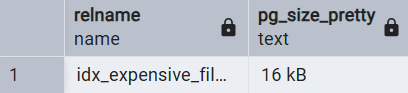 relname
name
pg_size_pretty
text
1
idx_expensive_fil...
16 kB